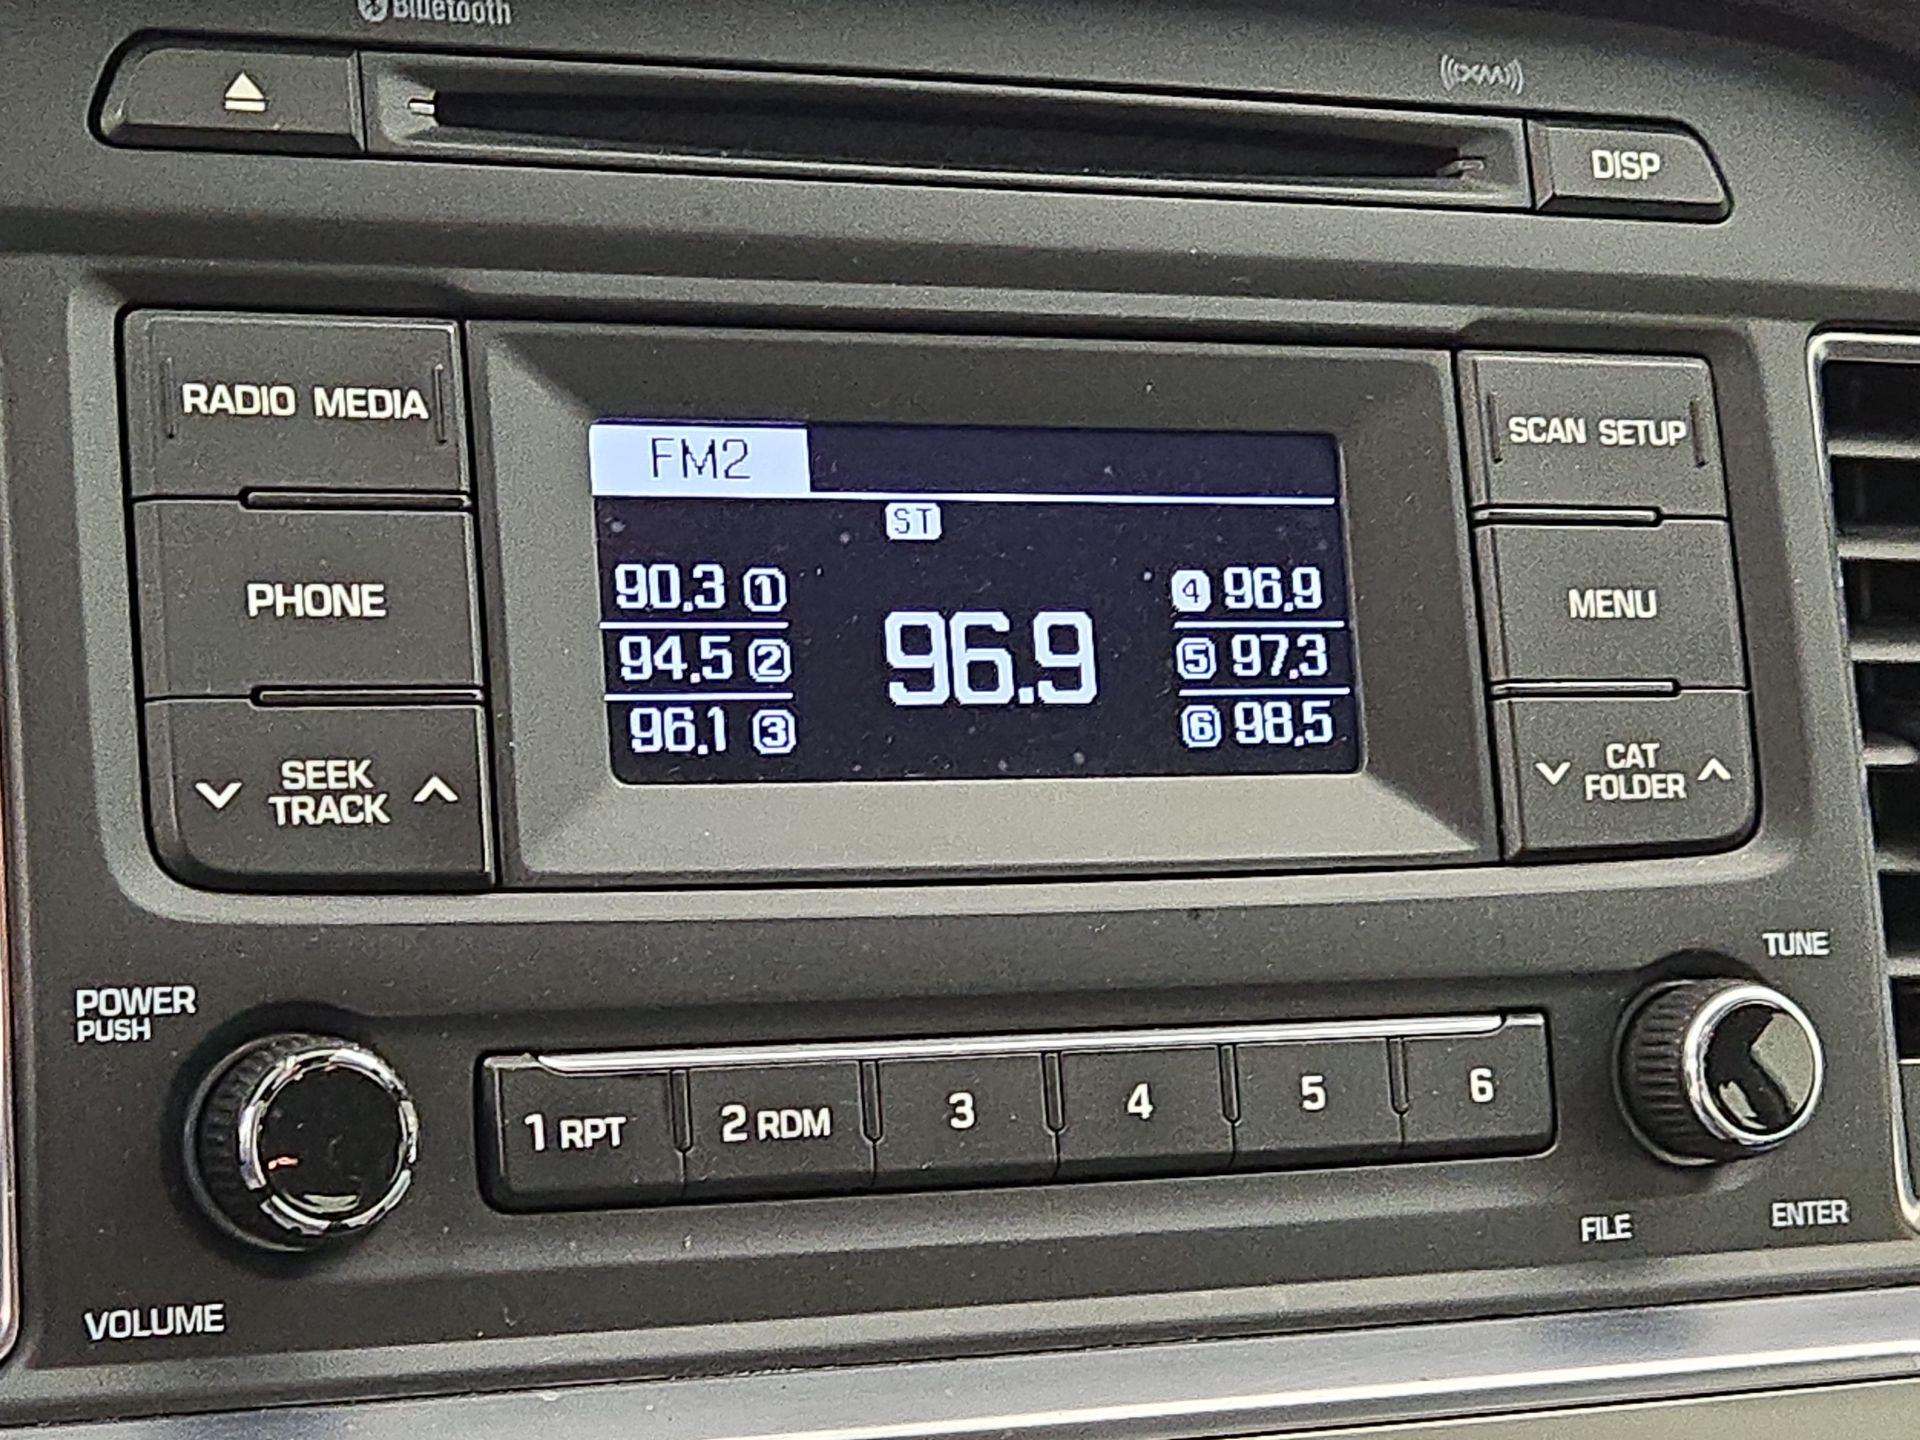 Bluetooth
((XM))
DISP
RADIO MEDIA
SCAN SETUP
FM2
ST
PHONE
MENU
90.3 1
94.5 2
96.1 3
96.9
4 96.9
5 97.3
6 98.5
SEEK
TRACK
CAT
FOLDER
TUNE
POWER
PUSH
1 RPT
2 RDM
3
4
5
6
FILE
ENTER
VOLUME